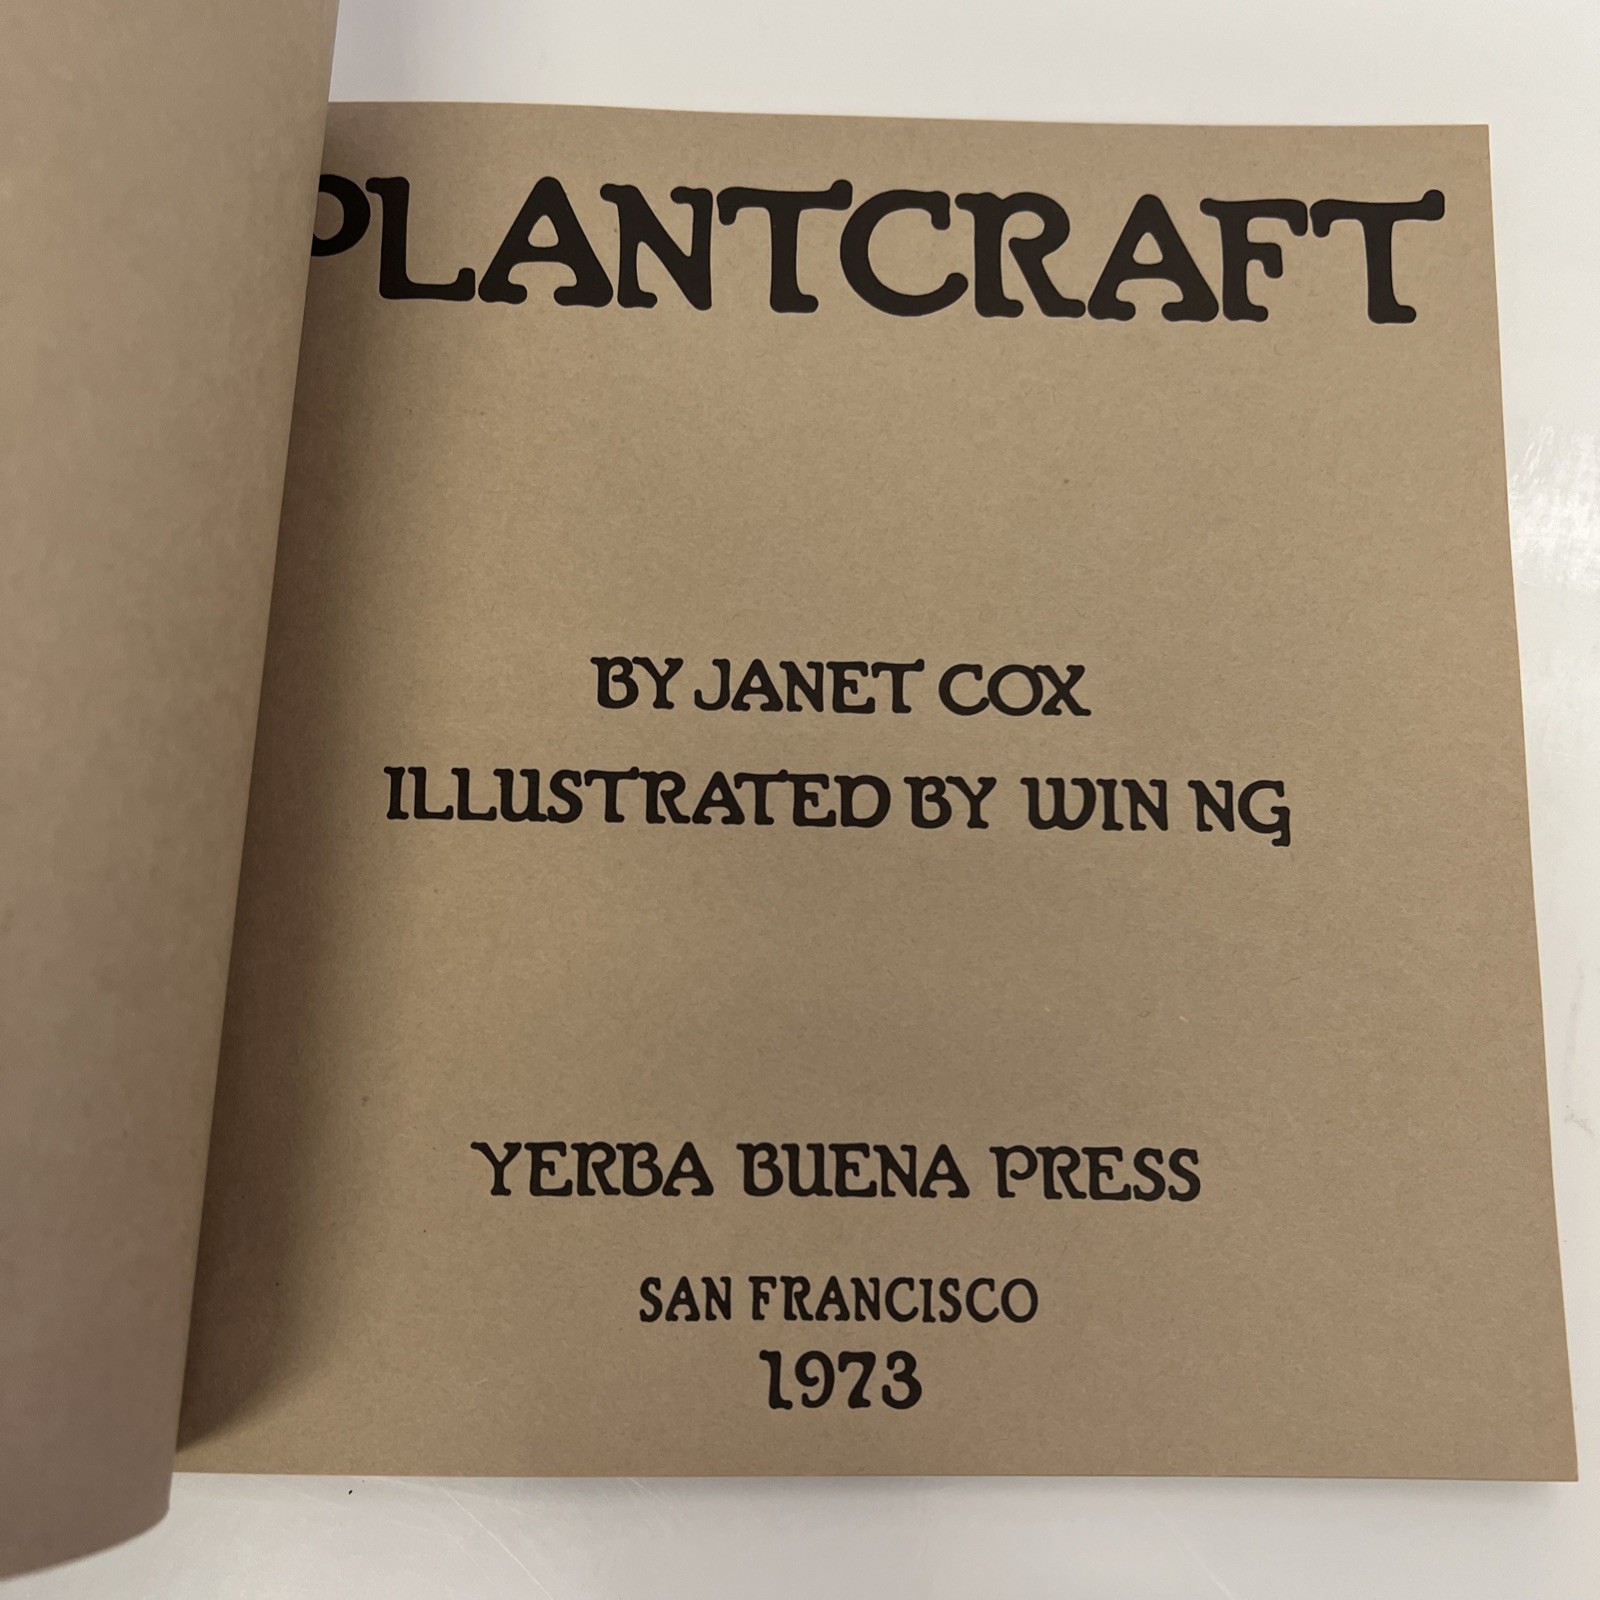 PLANTCRAFT
BY JANET COX
ILLUSTRATED BY WIN NG
YERBA BUENA PRESS
SAN FRANCISCO
1973